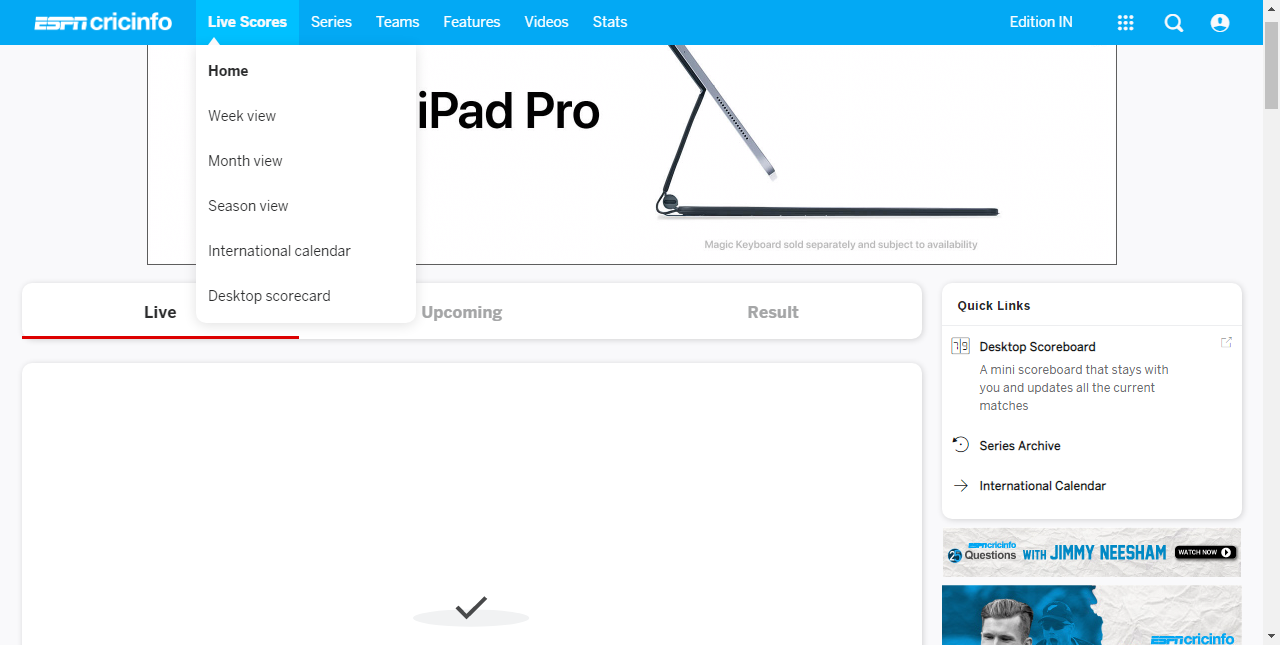 ESPN cricinfo
Live Scores
Series
Teams
Features
Videos
Stats
Edition IN
Home
Week view
Month view
Season view
International calendar
Desktop scorecard
iPad Pro
Magic Keyboard sold separately and subject to availability
Live
Upcoming
Result
Quick Links
Desktop Scoreboard
A mini scoreboard that stays with
you and updates all the current
matches
Series Archive
International Calendar
ESPN cricinfo
25 Questions WITH JIMMY NEESHAM WATCH NOW
ESPN cricinfo